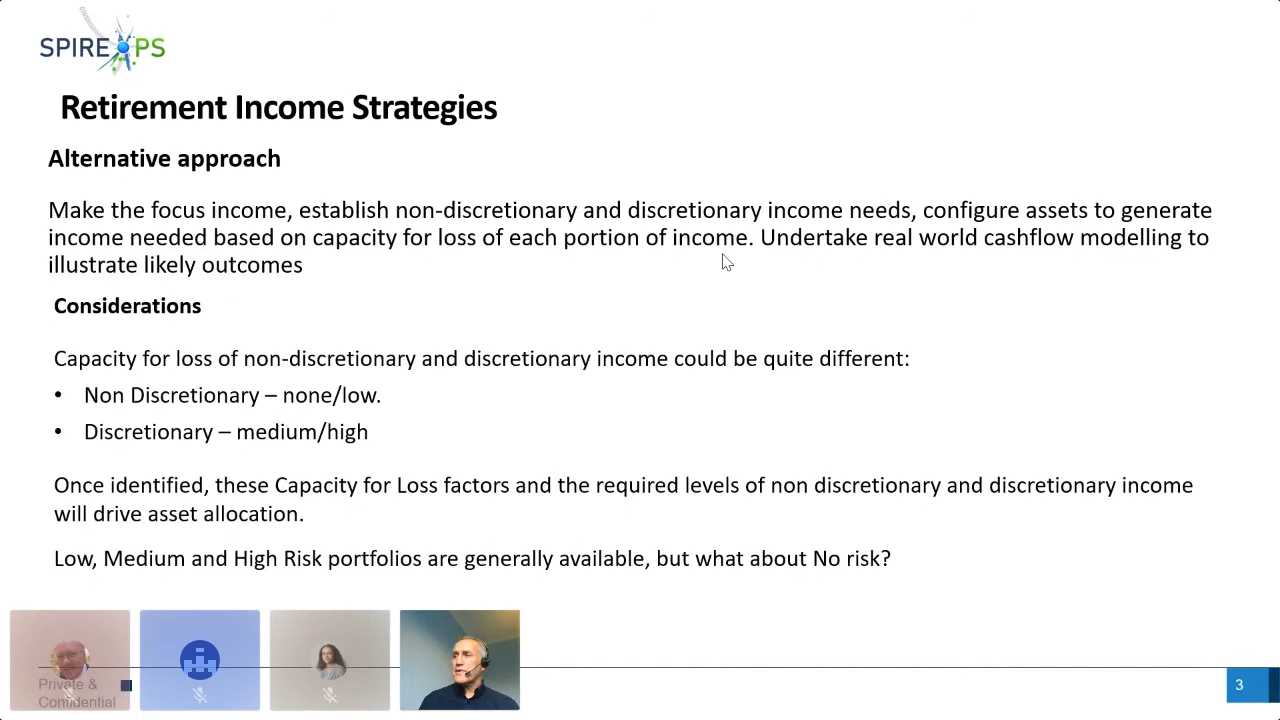 SPIRE PS
Retirement Income Strategies
Alternative approach
Make the focus income, establish non-discretionary and discretionary income needs, configure assets to generate
income needed based on capacity for loss of each portion of income. Undertake real world cashflow modelling to
illustrate likely outcomes
Considerations
Capacity for loss of non-discretionary and discretionary income could be quite different:
• Non Discretionary – none/low.
• Discretionary – medium/high
Once identified, these Capacity for Loss factors and the required levels of non discretionary and discretionary income
will drive asset allocation.
Low, Medium and High Risk portfolios are generally available, but what about No risk?
Private &
Confidential
3